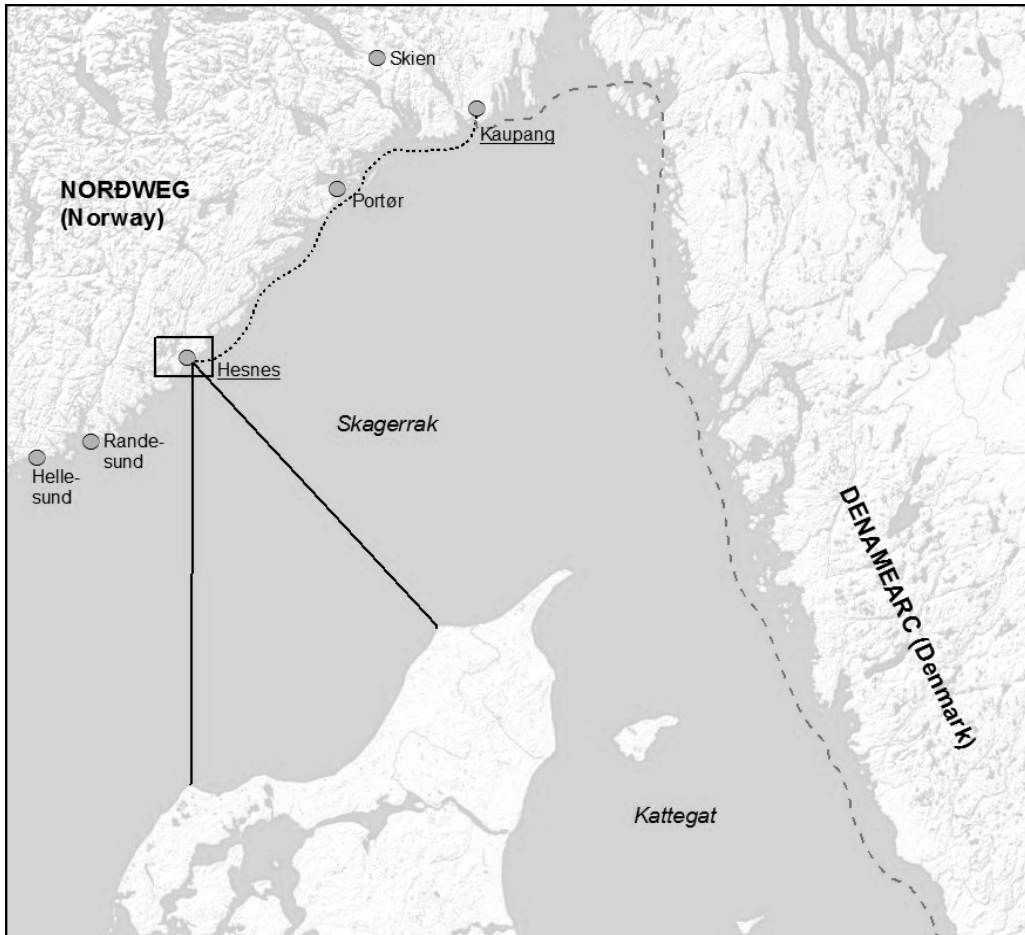 Skien
Kaupang
NORÐWEG
(Norway)
Portør
Hesnes
Skagerrak
Rande-
sund
Helle-
sund
DENAMEARC (Denmark)
Kattegat